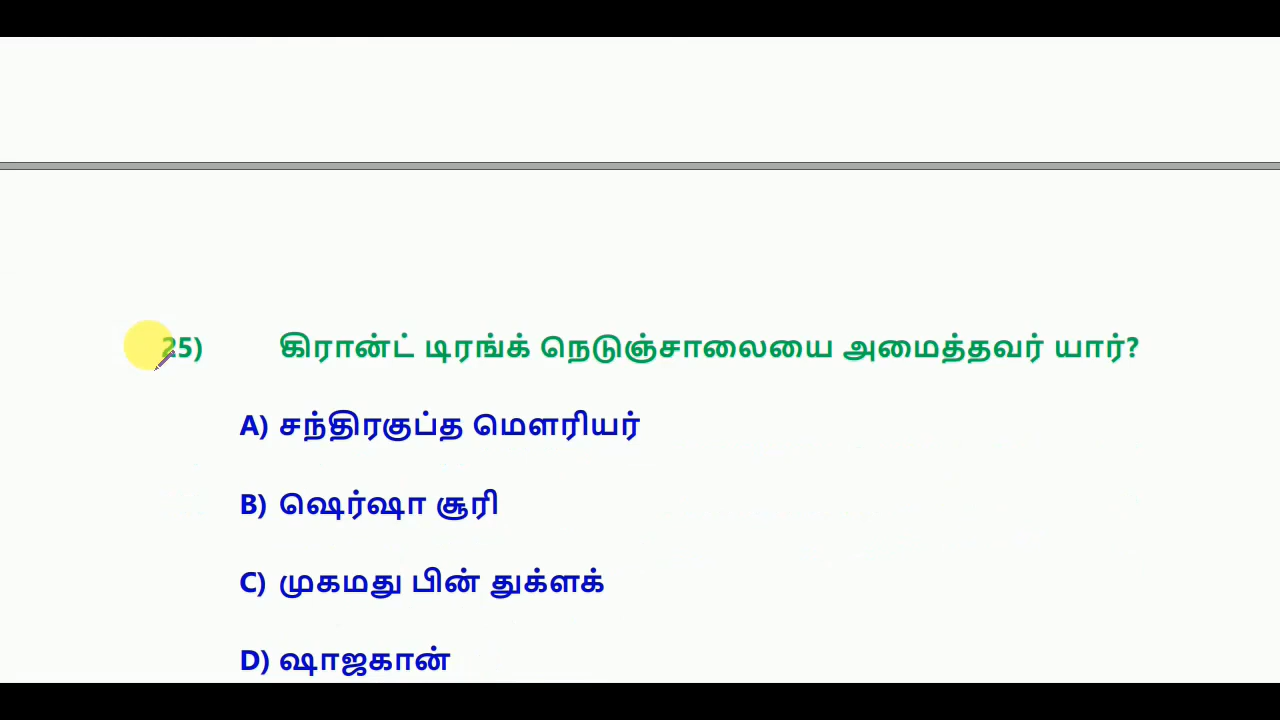 25) கிரான்ட் டிரங்க் நெடுஞ்சாலையை அமைத்தவர் யார்?
A) சந்திரகுப்த மௌரியர்
B) ஷெர்ஷா சூரி
C) முகமது பின் துக்ளக்
D) ஷாஜகான்